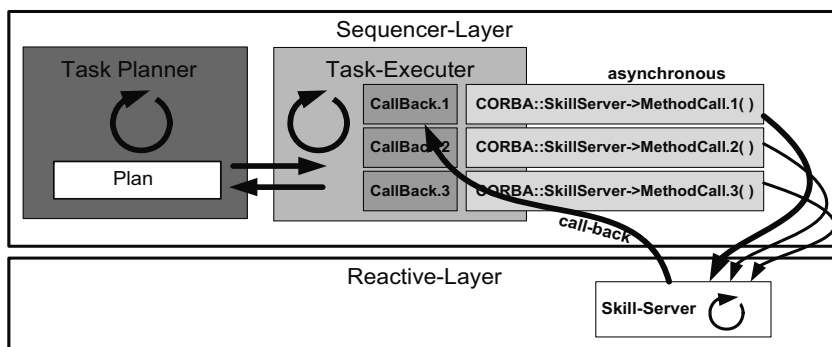 Sequencer-Layer
Task Planner
Task-Executer
asynchronous
CallBack.1
CORBA::SkillServer->MethodCall.1( )
CallBack.2
CORBA::SkillServer->MethodCall.2( )
Plan
CallBack.3
CORBA::SkillServer->MethodCall.3( )
call-back
Reactive-Layer
Skill-Server